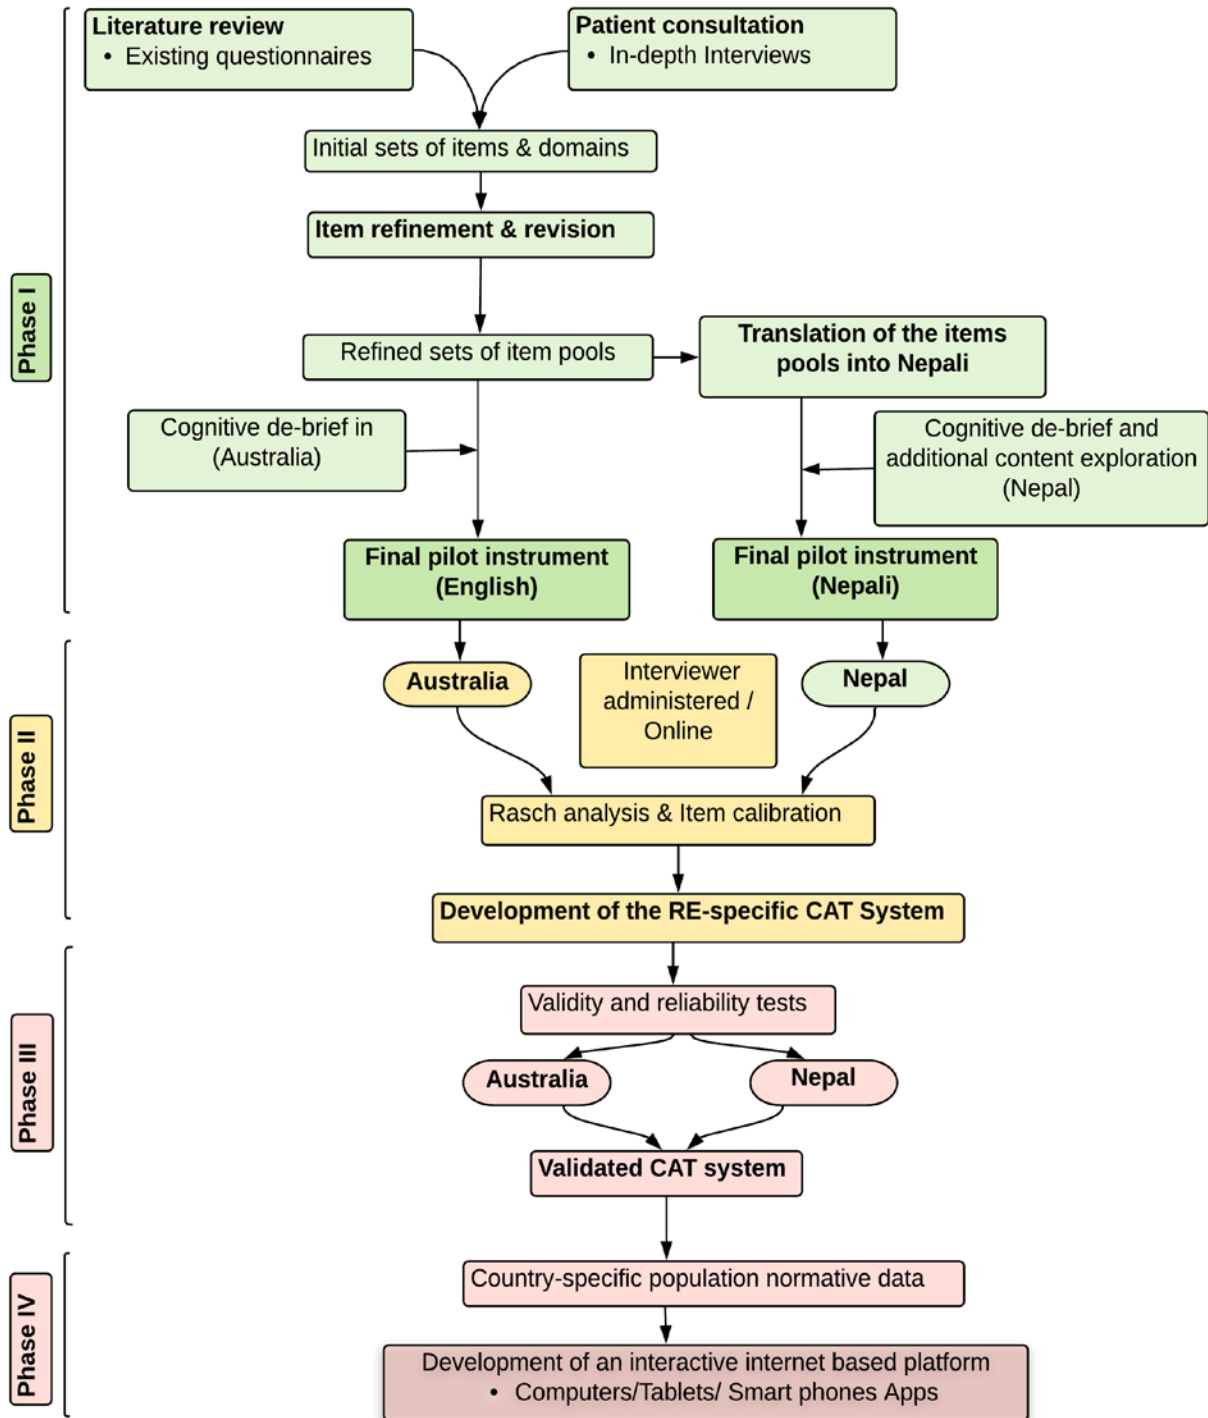 Literature review
• Existing questionnaires
Patient consultation
• In-depth Interviews
Initial sets of items & domains
Item refinement & revision
Phase I
Refined sets of item pools
Translation of the items
pools into Nepali
Cognitive de-brief in
(Australia)
Cognitive de-brief and
additional content exploration
(Nepal)
Final pilot instrument
(English)
Final pilot instrument
(Nepali)
Phase II
Australia
Interviewer
administered /
Online
Nepal
Rasch analysis & Item calibration
Development of the RE-specific CAT System
Phase III
Validity and reliability tests
Australia
Nepal
Validated CAT system
Phase IV
Country-specific population normative data
Development of an interactive internet based platform
• Computers/Tablets/ Smart phones Apps